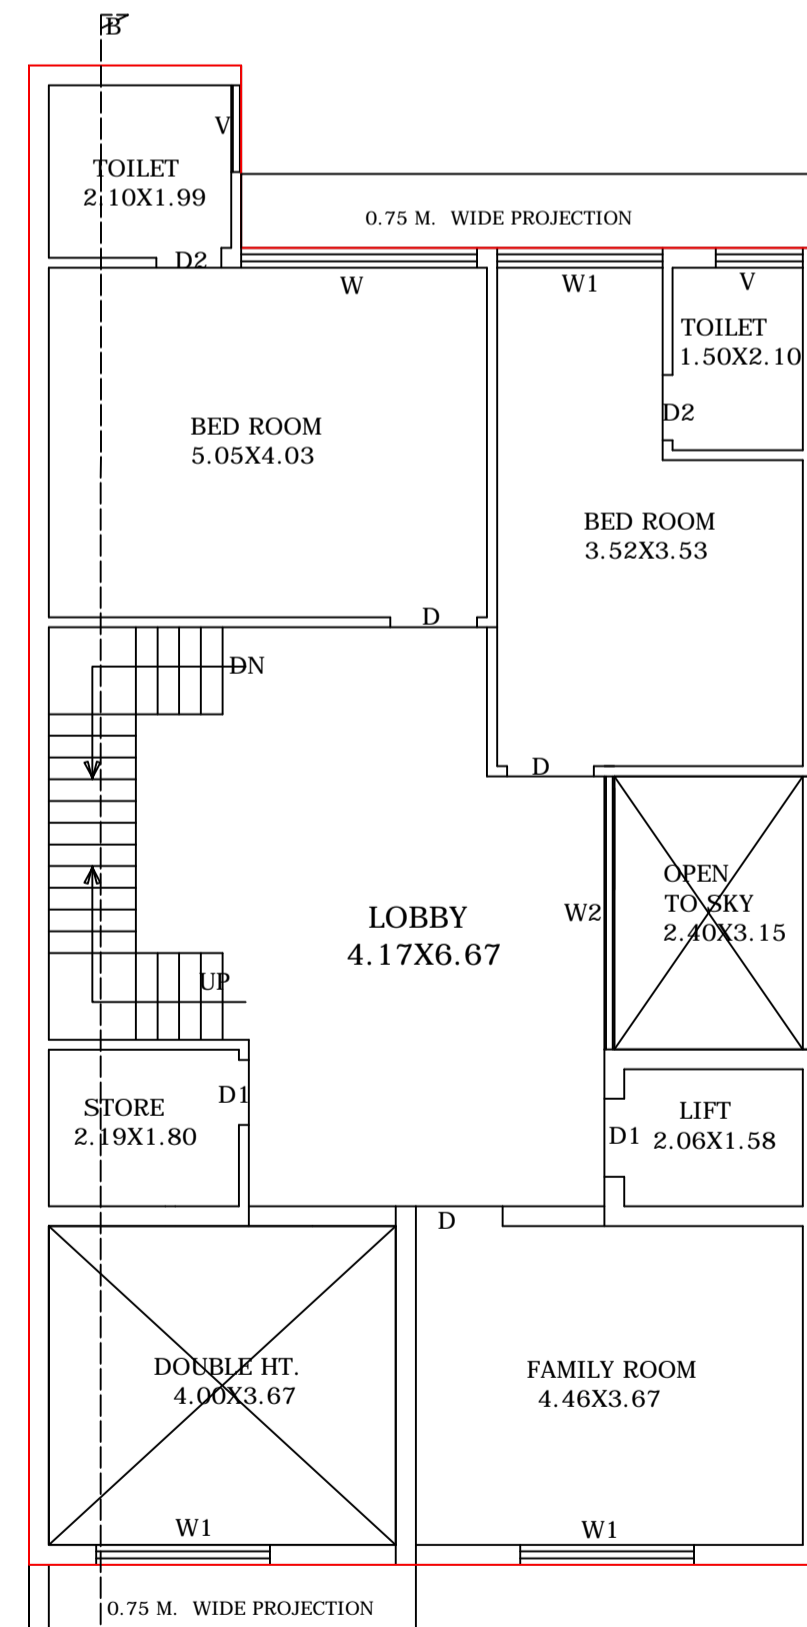 B
V
TOILET
2.10X1.99
0.75 M. WIDE PROJECTION
D2
W
W1
V
TOILET
1.50X2.10
D2
BED ROOM
5.05X4.03
BED ROOM
3.52X3.53
D
DN
D
OPEN
TO SKY
2.40X3.15
W2
LOBBY
4.17X6.67
UP
D1
STORE
2.19X1.80
LIFT
2.06X1.58
D1
D
DOUBLE HT.
4.00X3.67
FAMILY ROOM
4.46X3.67
W1
W1
0.75 M. WIDE PROJECTION